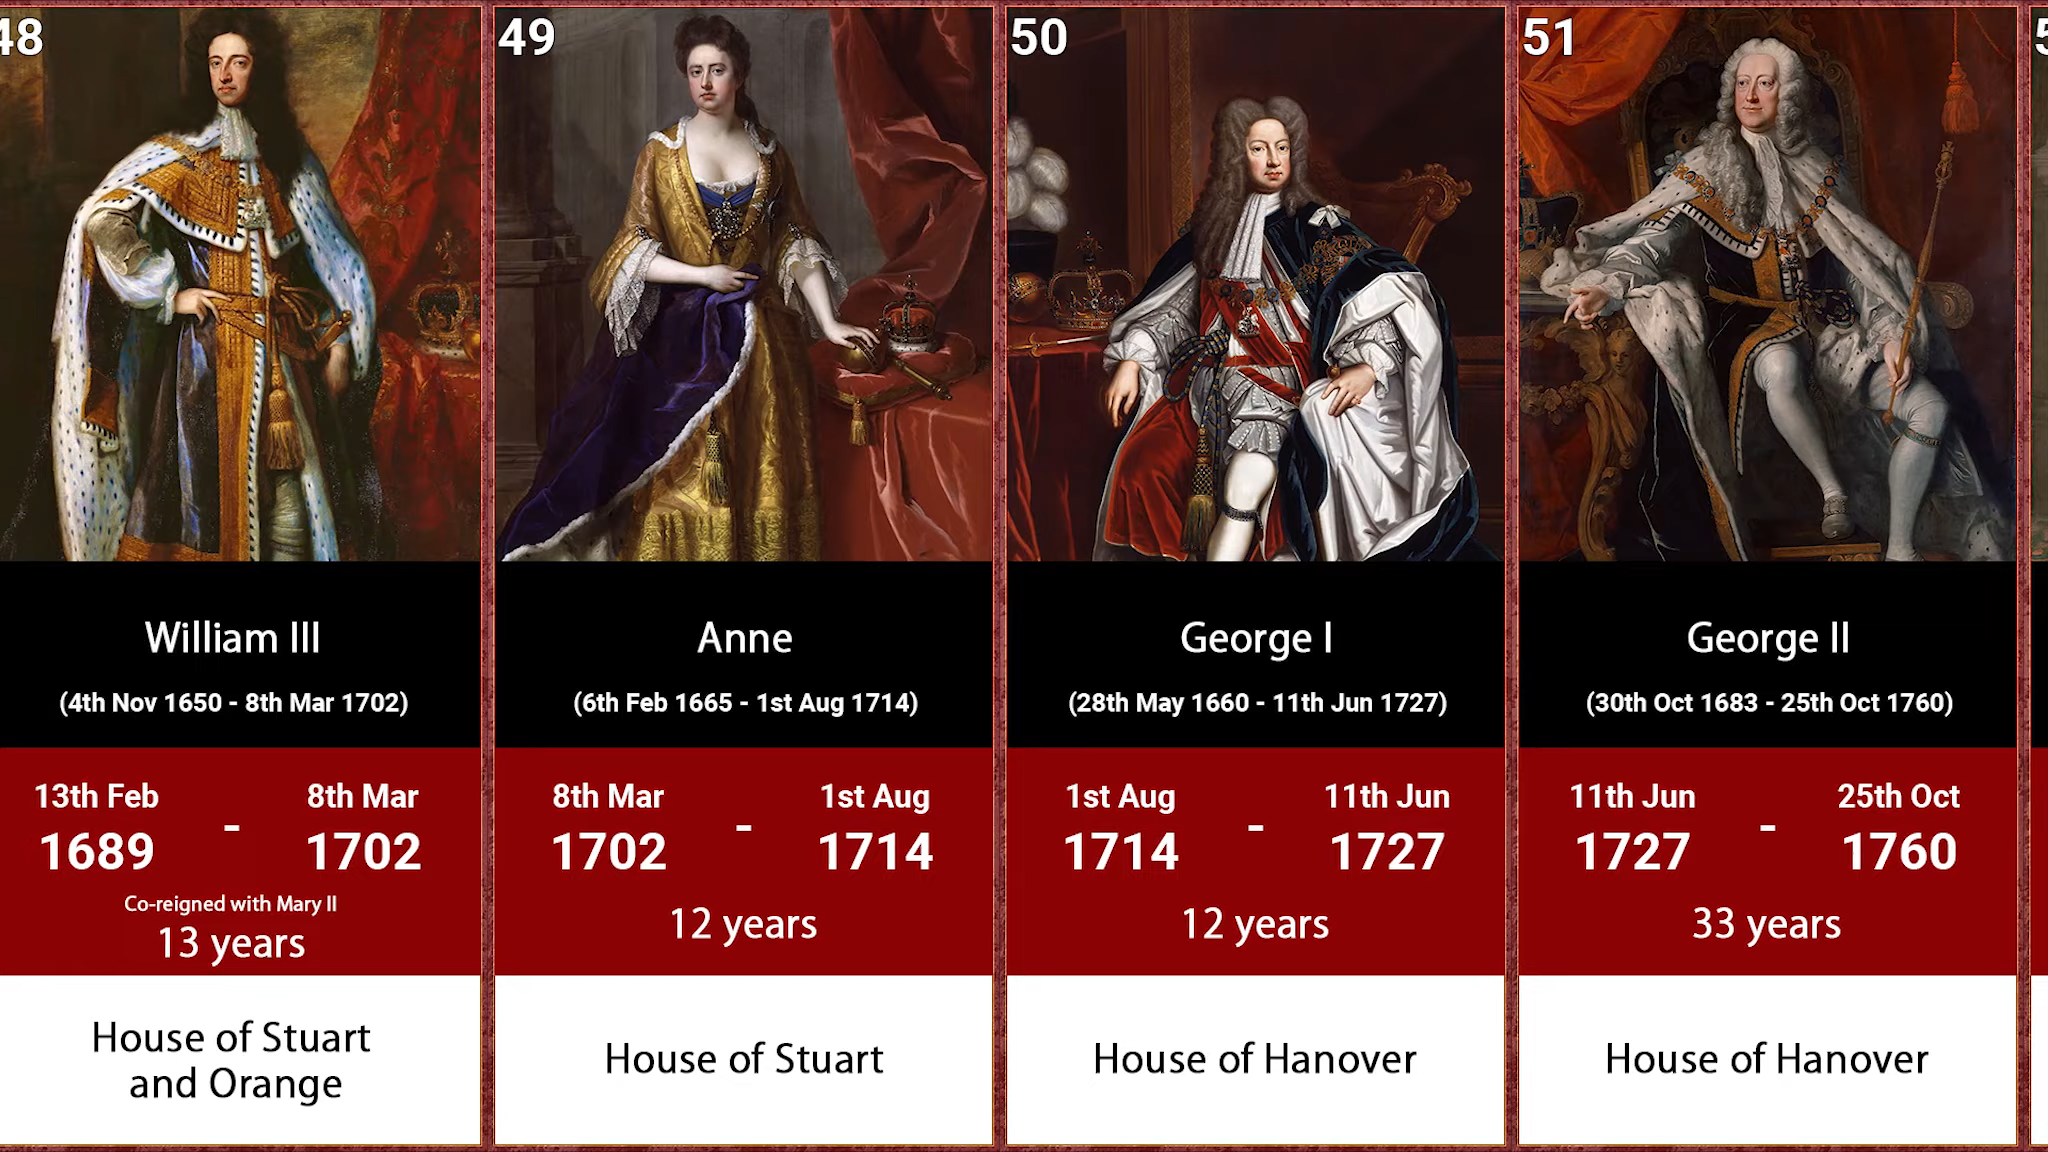 48
William III
(4th Nov 1650 - 8th Mar 1702)
13th Feb - 8th Mar
1689 1702
Co-reigned with Mary II
13 years
House of Stuart
and Orange
49
Anne
(6th Feb 1665 - 1st Aug 1714)
8th Mar - 1st Aug
1702 1714
12 years
House of Stuart
50
George I
(28th May 1660 - 11th Jun 1727)
1st Aug - 11th Jun
1714 1727
12 years
House of Hanover
51
George II
(30th Oct 1683 - 25th Oct 1760)
11th Jun - 25th Oct
1727 1760
33 years
House of Hanover